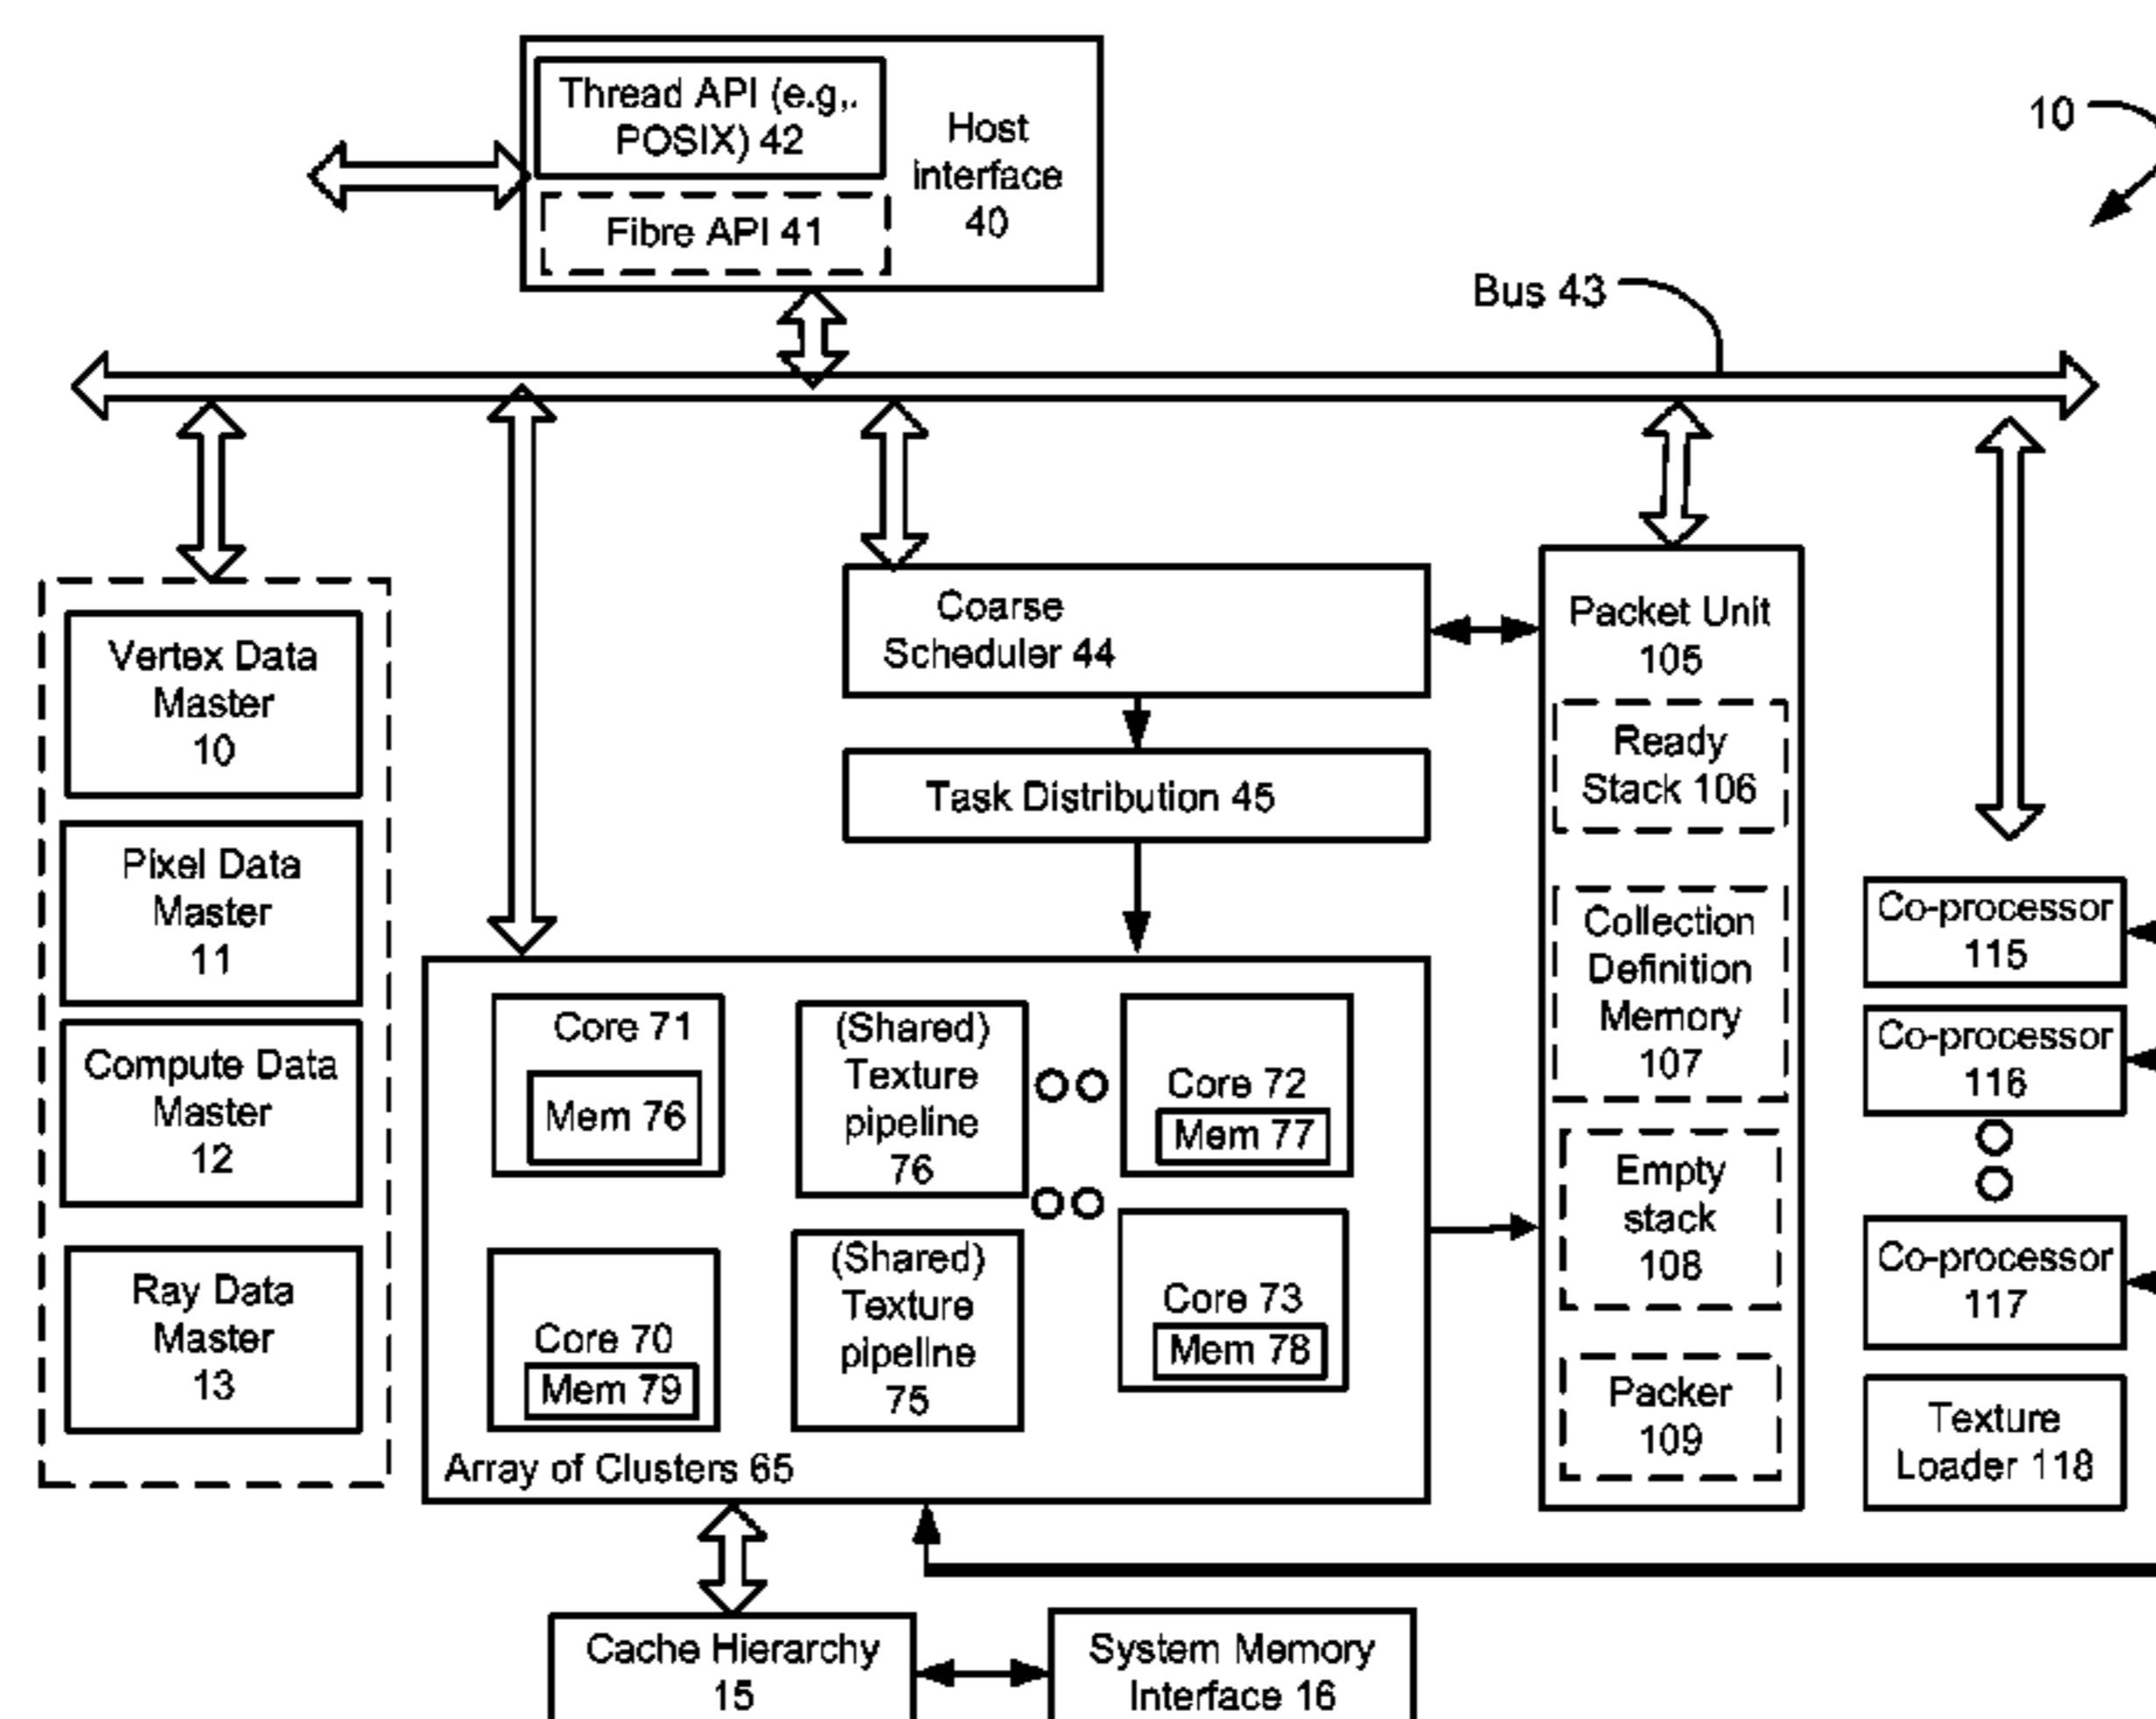 Thread API (e.g,.
POSIX) 42
Host
interface
40
Fibre API 41
10
Bus 43
Vertex Data
Master
10
Pixel Data
Master
11
Compute Data
Master
12
Ray Data
Master
13
Coarse
Scheduler 44
Task Distribution 45
Packet Unit
105
Ready
Stack 106
Collection
Definition
Memory
107
Empty
stack
108
Packer
109
Co-processor
115
Co-processor
116
Co-processor
117
Texture
Loader 118
Core 71
Mem 76
(Shared)
Texture
pipeline
76
Core 72
Mem 77
Core 70
Mem 79
(Shared)
Texture
pipeline
75
Core 73
Mem 78
Array of Clusters 65
Cache Hierarchy
15
System Memory
Interface 16